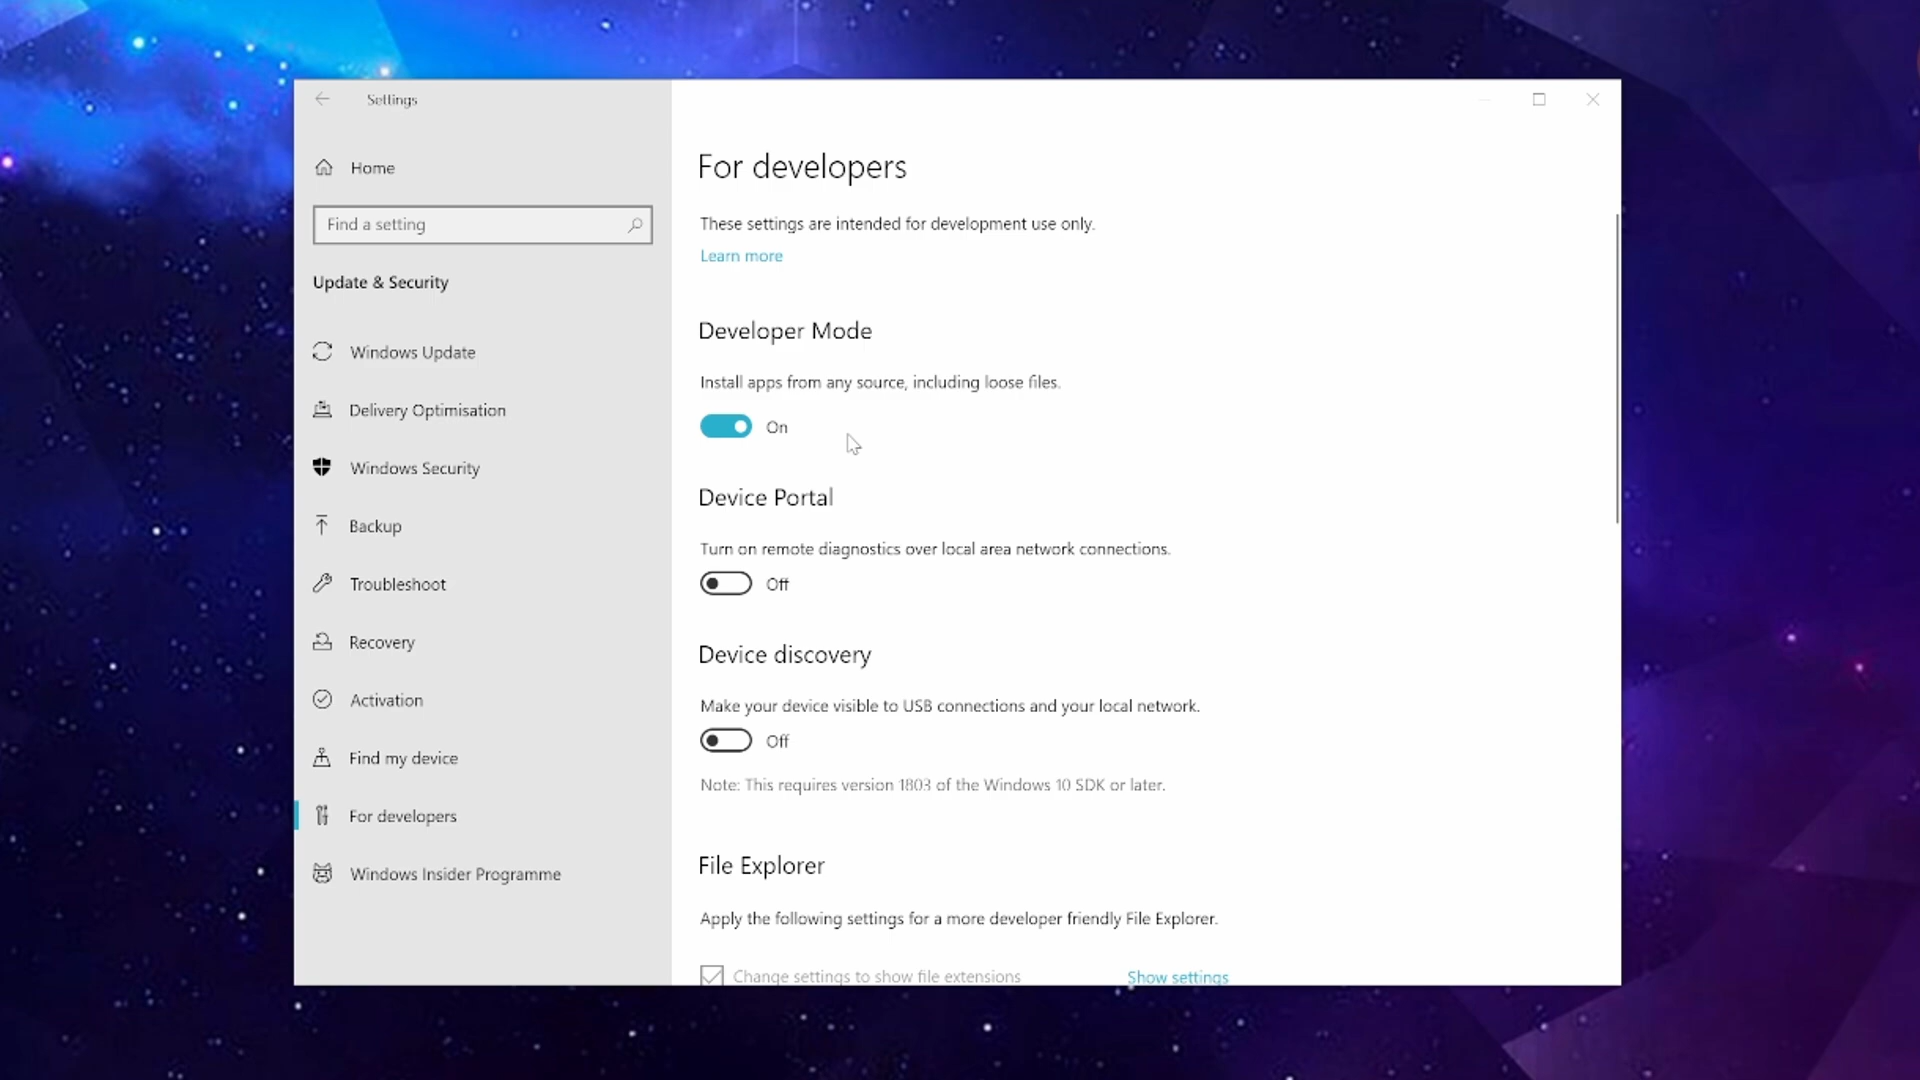 Settings
Home
Find a setting
Update & Security
Windows Update
Delivery Optimisation
Windows Security
Backup
Troubleshoot
Recovery
Activation
Find my device
For developers
Windows Insider Programme
For developers
These settings are intended for development use only.
Learn more
Developer Mode
Install apps from any source, including loose files.
On
Device Portal
Turn on remote diagnostics over local area network connections.
Off
Device discovery
Make your device visible to USB connections and your local network.
Off
Note: This requires version 1803 of the Windows 10 SDK or later.
File Explorer
Apply the following settings for a more developer friendly File Explorer.
Change settings to show file extensions Show settings